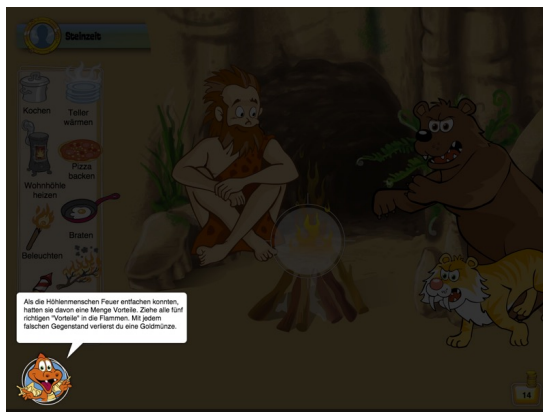 Steinzeit
Kochen
Teller
wärmen
Pizza
backen
Wohnhöhle
heizen
Braten
Beleuchten
Als die Höhlenmenschen Feuer entfachen konnten,
hatten sie davon eine Menge Vorteile. Ziehe alle fünf
richtigen "Vorteile" in die Flammen. Mit jedem
falschen Gegenstand verlierst du eine Goldmünze.
14